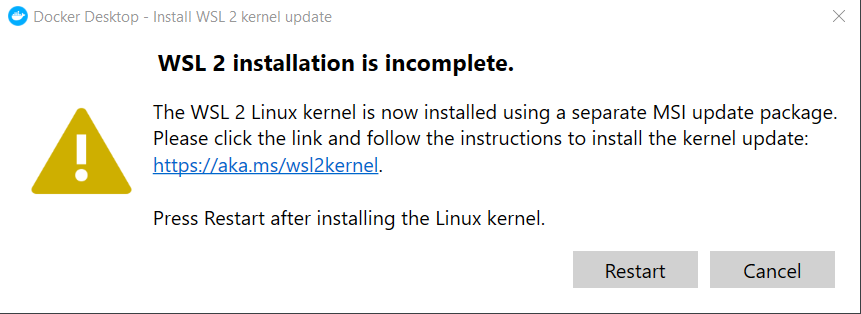 Docker Desktop - Install WSL 2 kernel update
WSL 2 installation is incomplete.
The WSL 2 Linux kernel is now installed using a separate MSI update package.
Please click the link and follow the instructions to install the kernel update:
https://aka.ms/wsl2kernel.
Press Restart after installing the Linux kernel.
Restart
Cancel